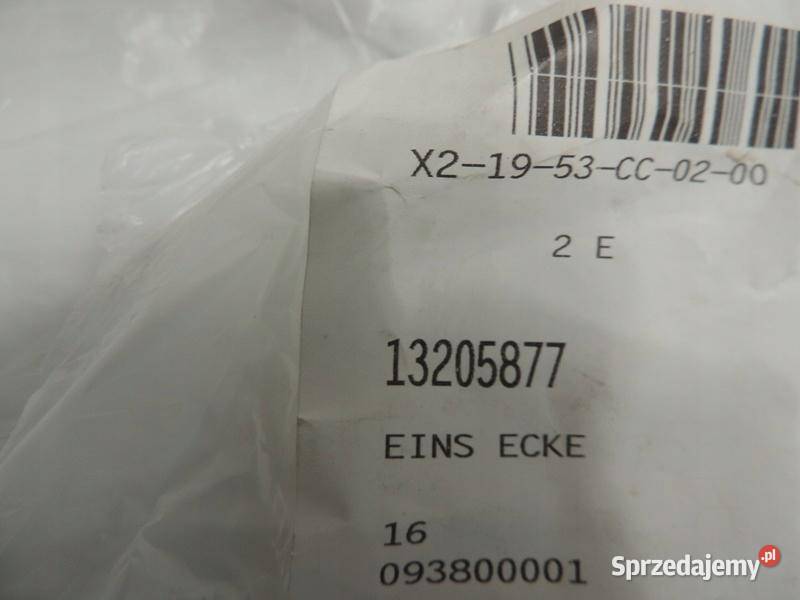 X2-19-53-CC-02-00
2 E
13205877
EINS ECKE
16
093800001
Sprzedajemy.pl